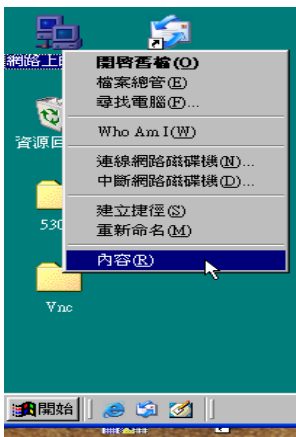 網路上
開啓舊檔(O)
檔案總管(E)
尋找電腦(F)...
Who Am I(W)
資源回
連線網路磁碟機(N)...
中斷網路磁碟機(D)...
建立捷徑(S)
530
重新命名(M)
內容(R)
Vnc
開始